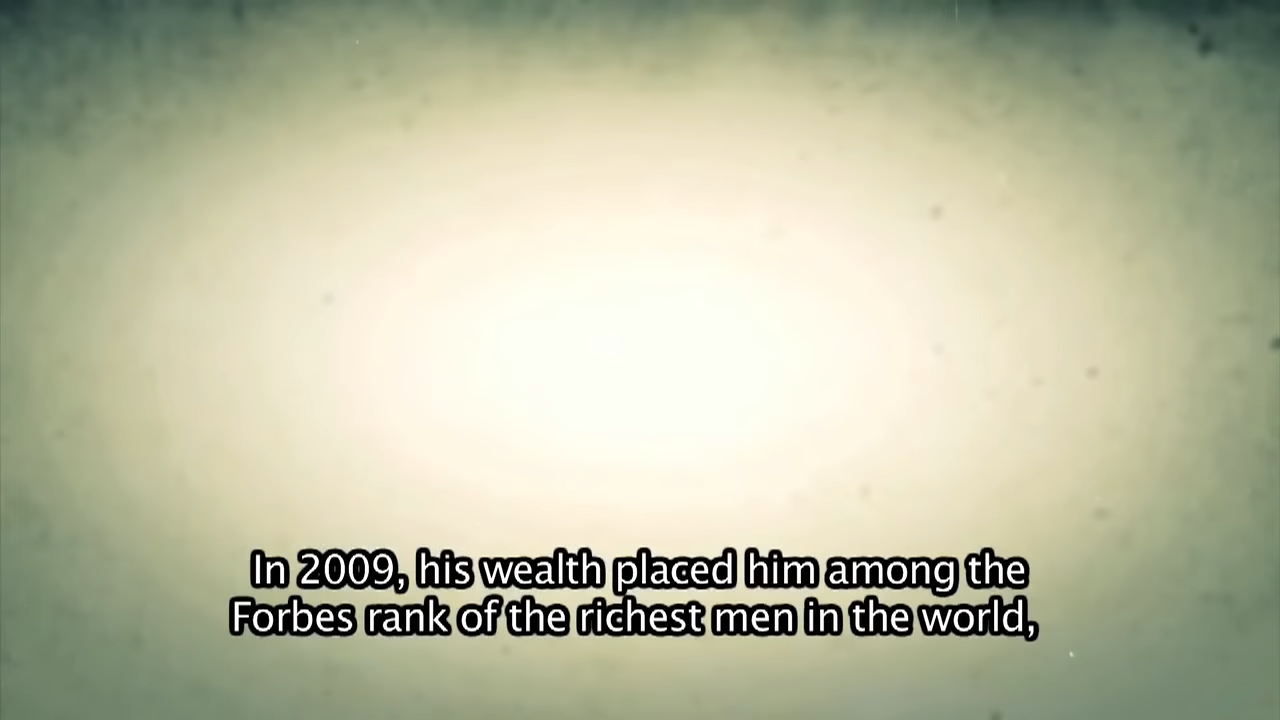 In 2009, his wealth placed him among the
Forbes rank of the richest men in the world,